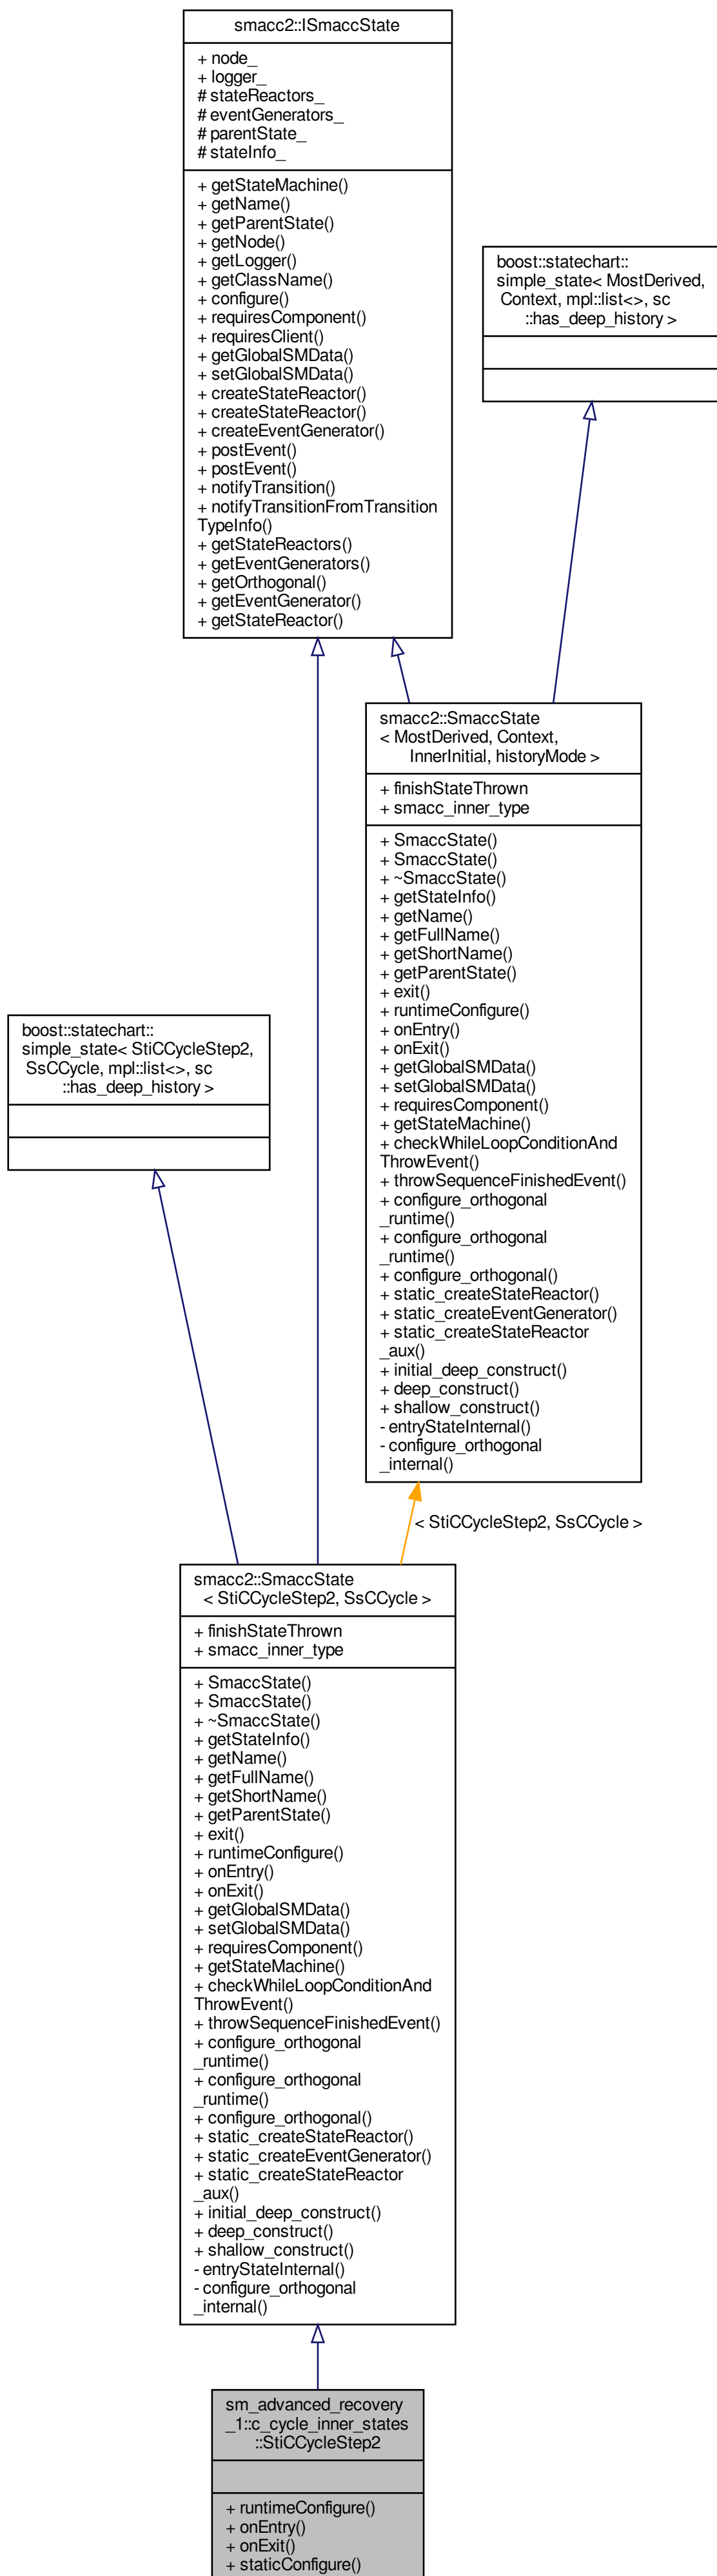 smacc2::ISmaccState
+ node_
+ logger_
# stateReactors_
# eventGenerators_
# parentState_
# stateInfo_
+ getStateMachine()
+ getName()
+ getParentState()
+ getNode()
+ getLogger()
+ getClassName()
+ configure()
+ requiresComponent()
+ requiresClient()
+ getGlobalSMData()
+ setGlobalSMData()
+ createStateReactor()
+ createStateReactor()
+ createEventGenerator()
+ postEvent()
+ postEvent()
+ notifyTransition()
+ notifyTransitionFromTransition
TypeInfo()
+ getStateReactors()
+ getEventGenerators()
+ getOrthogonal()
+ getEventGenerator()
+ getStateReactor()
boost::statechart::
simple_state< MostDerived,
Context, mpl::list<>, sc
::has_deep_history >
smacc2::SmaccState
< MostDerived, Context,
InnerInitial, historyMode >
+ finishStateThrown
+ smacc_inner_type
+ SmaccState()
+ SmaccState()
+ ~SmaccState()
+ getStateInfo()
+ getName()
+ getFullName()
+ getShortName()
+ getParentState()
+ exit()
+ runtimeConfigure()
+ onEntry()
+ onExit()
+ getGlobalSMData()
+ setGlobalSMData()
+ requiresComponent()
+ getStateMachine()
+ checkWhileLoopConditionAnd
ThrowEvent()
+ throwSequenceFinishedEvent()
+ configure_orthogonal
_runtime()
+ configure_orthogonal
_runtime()
+ configure_orthogonal()
+ static_createStateReactor()
+ static_createEventGenerator()
+ static_createStateReactor
_aux()
+ initial_deep_construct()
+ deep_construct()
+ shallow_construct()
- entryStateInternal()
- configure_orthogonal
_internal()
boost::statechart::
simple_state< StiCCycleStep2,
SsCCycle, mpl::list<>, sc
::has_deep_history >
< StiCCycleStep2, SsCCycle >
smacc2::SmaccState
< StiCCycleStep2, SsCCycle >
+ finishStateThrown
+ smacc_inner_type
+ SmaccState()
+ SmaccState()
+ ~SmaccState()
+ getStateInfo()
+ getName()
+ getFullName()
+ getShortName()
+ getParentState()
+ exit()
+ runtimeConfigure()
+ onEntry()
+ onExit()
+ getGlobalSMData()
+ setGlobalSMData()
+ requiresComponent()
+ getStateMachine()
+ checkWhileLoopConditionAnd
ThrowEvent()
+ throwSequenceFinishedEvent()
+ configure_orthogonal
_runtime()
+ configure_orthogonal
_runtime()
+ configure_orthogonal()
+ static_createStateReactor()
+ static_createEventGenerator()
+ static_createStateReactor
_aux()
+ initial_deep_construct()
+ deep_construct()
+ shallow_construct()
- entryStateInternal()
- configure_orthogonal
_internal()
sm_advanced_recovery
_1::c_cycle_inner_states
::StiCCycleStep2
+ runtimeConfigure()
+ onEntry()
+ onExit()
+ staticConfigure()